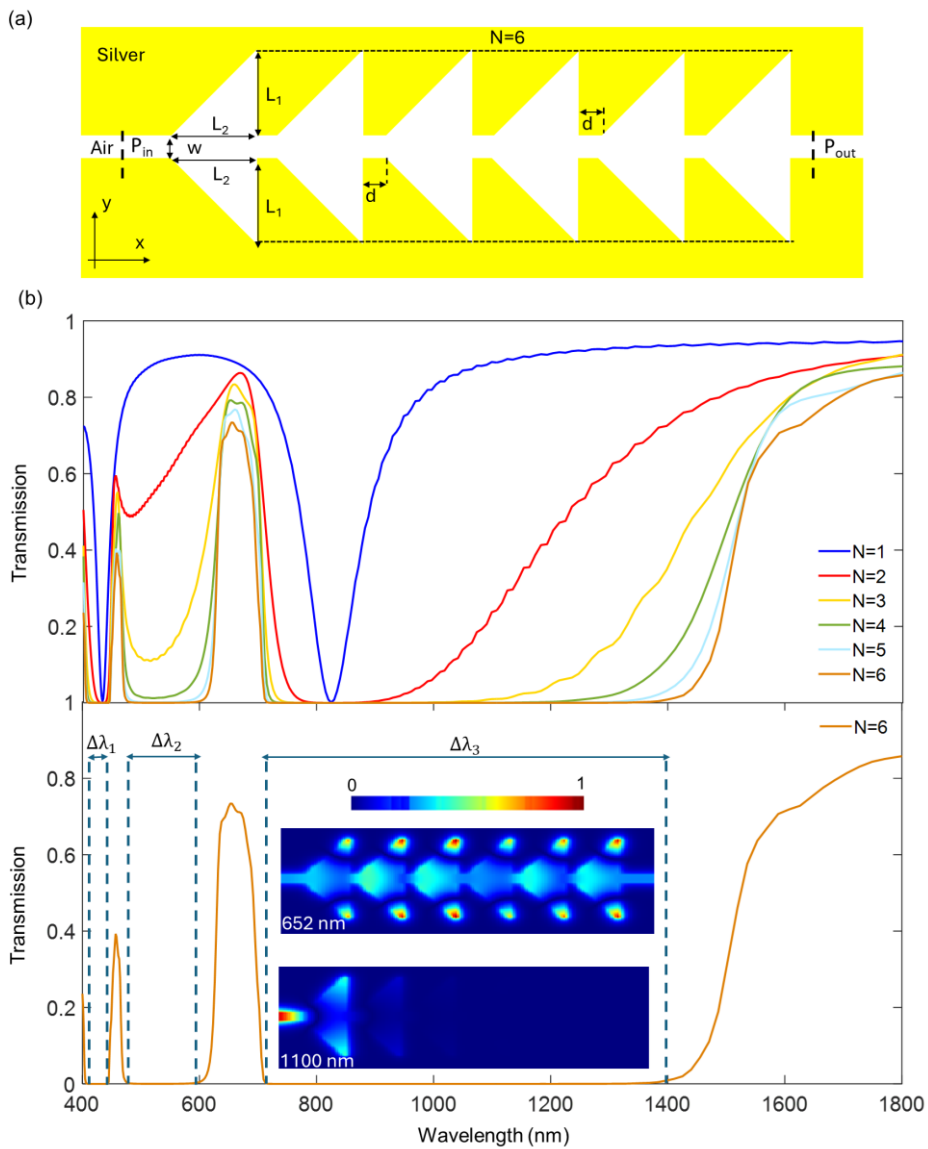 (a)
N=6
Silver
L1
L2
d
Air
Pin
w
Pout
L2
d
L1
y
x
(b)
1
0.8
0.6
0.4
0.2
1
Transmission
N=1
N=2
N=3
N=4
N=5
N=6
Δλ1
Δλ2
Δλ3
N=6
0
1
652 nm
1100 nm
0.8
0.6
0.4
0.2
0
Transmission
400
600
800
1000
1200
1400
1600
1800
Wavelength (nm)